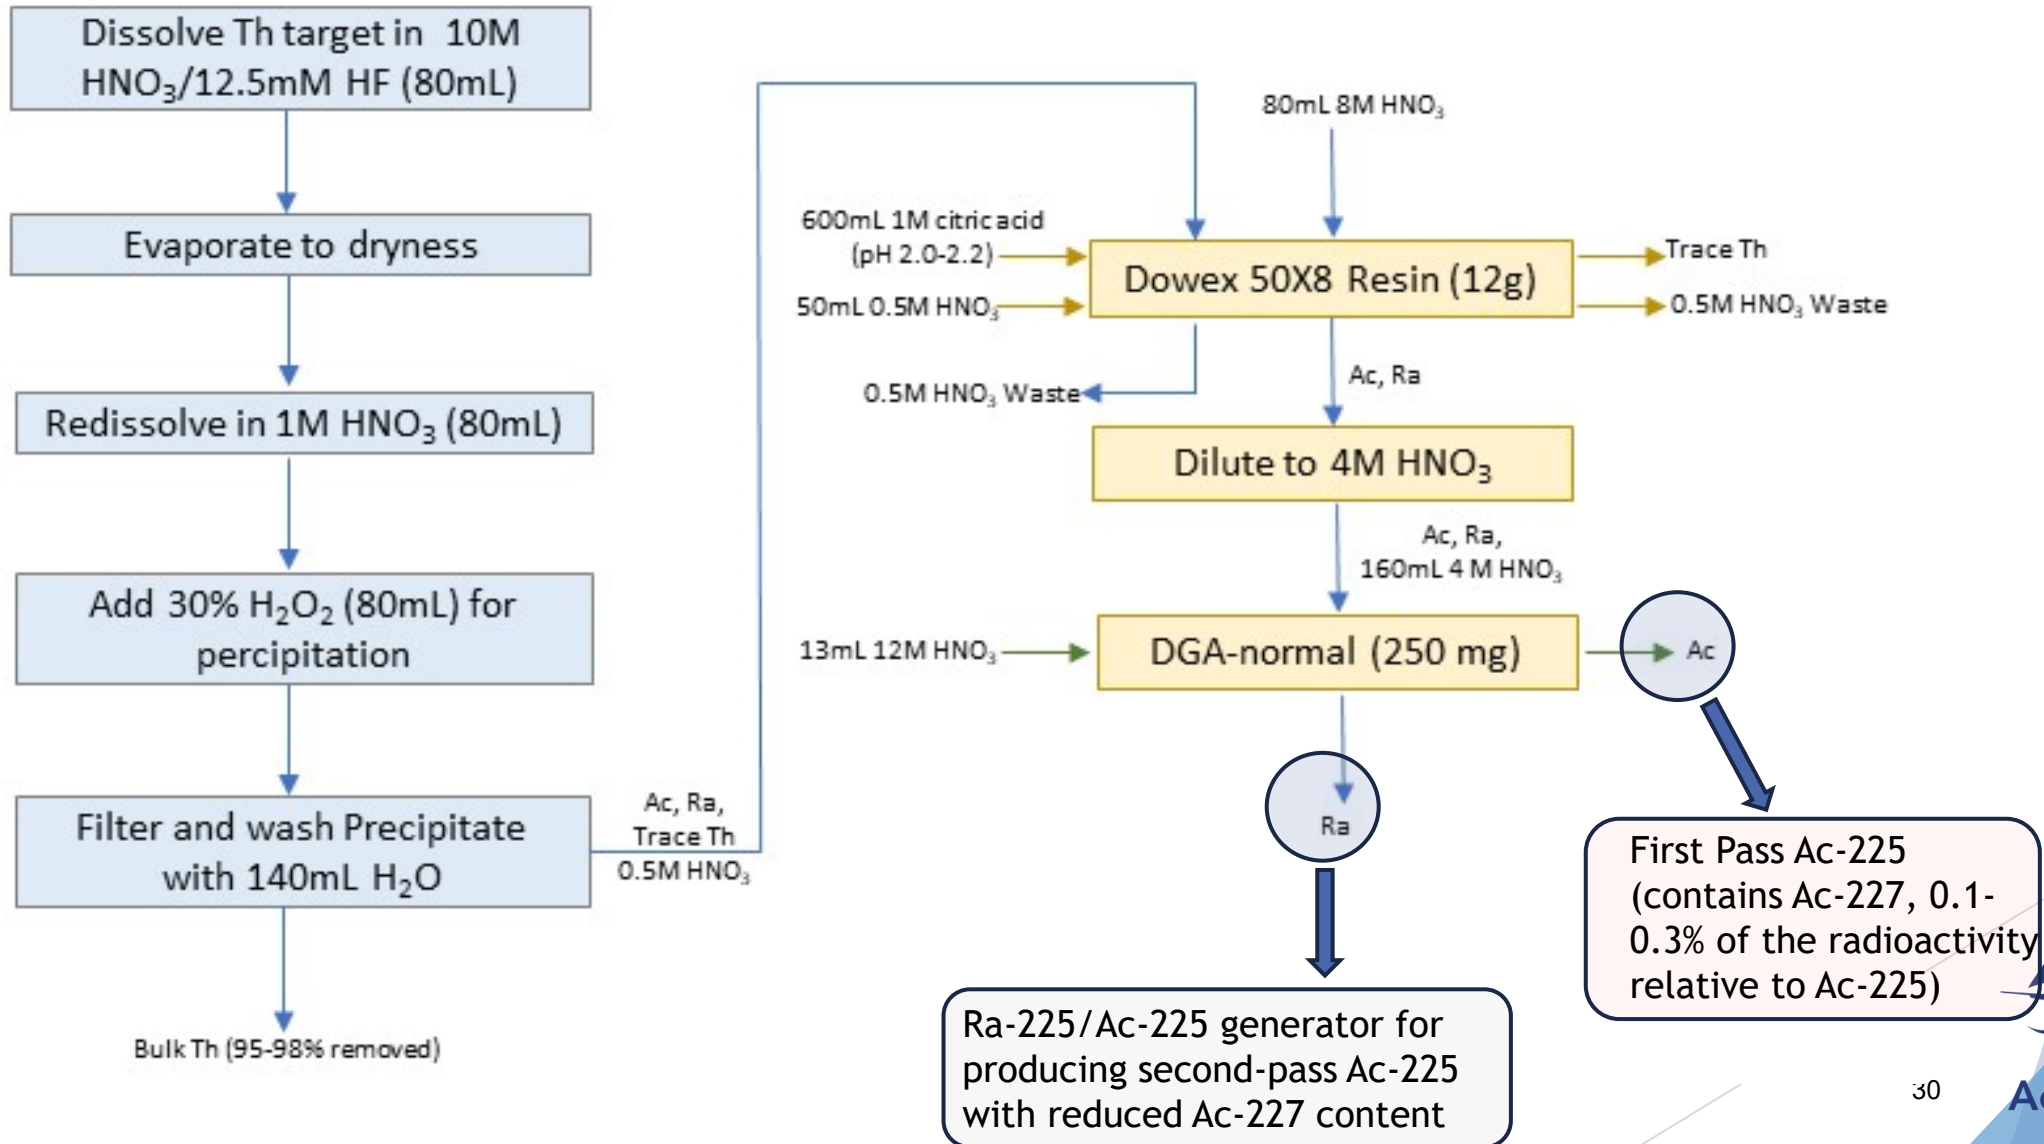 Dissolve Th target in 10M
HNO₃/12.5mM HF (80mL)
Evaporate to dryness
Redissolve in 1M HNO₃ (80mL)
Add 30% H₂O₂ (80mL) for
percipitation
Filter and wash Precipitate
with 140mL H₂O
Bulk Th (95-98% removed)
Ac, Ra,
Trace Th
0.5M HNO₃
80mL 8M HNO₃
600mL 1M citric acid
(pH 2.0-2.2)
50mL 0.5M HNO₃
Dowex 50X8 Resin (12g)
Trace Th
0.5M HNO₃ Waste
0.5M HNO₃ Waste
Ac, Ra
Dilute to 4M HNO₃
Ac, Ra,
160mL 4 M HNO₃
13mL 12M HNO₃
DGA-normal (250 mg)
Ac
Ra
First Pass Ac-225
(contains Ac-227, 0.1-
0.3% of the radioactivity
relative to Ac-225)
Ra-225/Ac-225 generator for
producing second-pass Ac-225
with reduced Ac-227 content
30